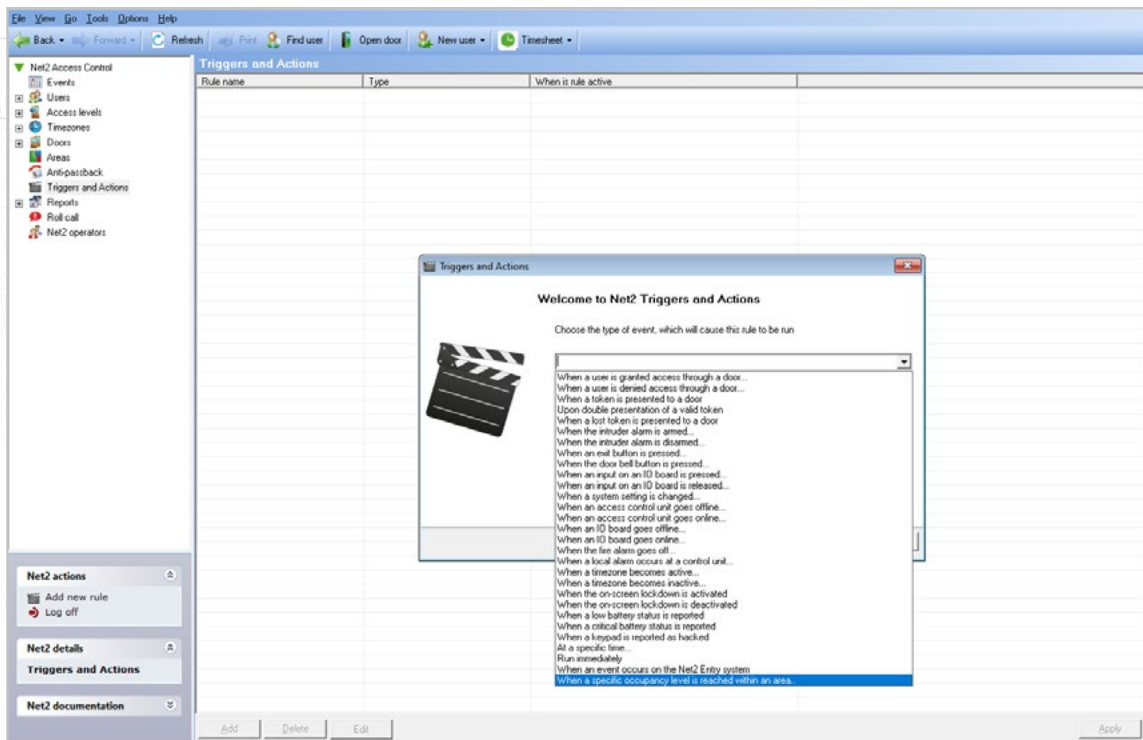 File View Go Tools Options Help
Back Forward Refresh Print Find user Open door New user Timesheet
Net2 Access Control
Events
Users
Access levels
Timezones
Doors
Areas
Anti-passback
Triggers and Actions
Reports
Roll call
Net2 operators
Triggers and Actions
Rule name Type When is rule active
Triggers and Actions
Welcome to Net2 Triggers and Actions
Choose the type of event, which will cause this rule to be run
When a user is granted access through a door...
When a user is denied access through a door...
When a token is presented to a door
Upon double presentation of a valid token
When a lost token is presented to a door
When the intruder alarm is armed...
When the intruder alarm is disarmed...
When an exit button is pressed...
When the door bell button is pressed...
When an input on an IO board is pressed...
When an input on an IO board is released...
When a system setting is changed...
When an access control unit goes offline...
When an access control unit goes online...
When an IO board goes offline...
When an IO board goes online...
When the fire alarm goes off...
When a local alarm occurs at a control unit...
When a timezone becomes active...
When a timezone becomes inactive...
When the on-screen lockdown is activated
When the on-screen lockdown is deactivated
When a low battery status is reported
When a critical battery status is reported
When a keypad is reported as hacked
At a specific time...
Run immediately
When an event occurs on the Net2 Entry system
When a specific occupancy level is reached within an area..
Net2 actions
Add new rule
Log off
Net2 details
Triggers and Actions
Net2 documentation
Add Delete Edit Apply